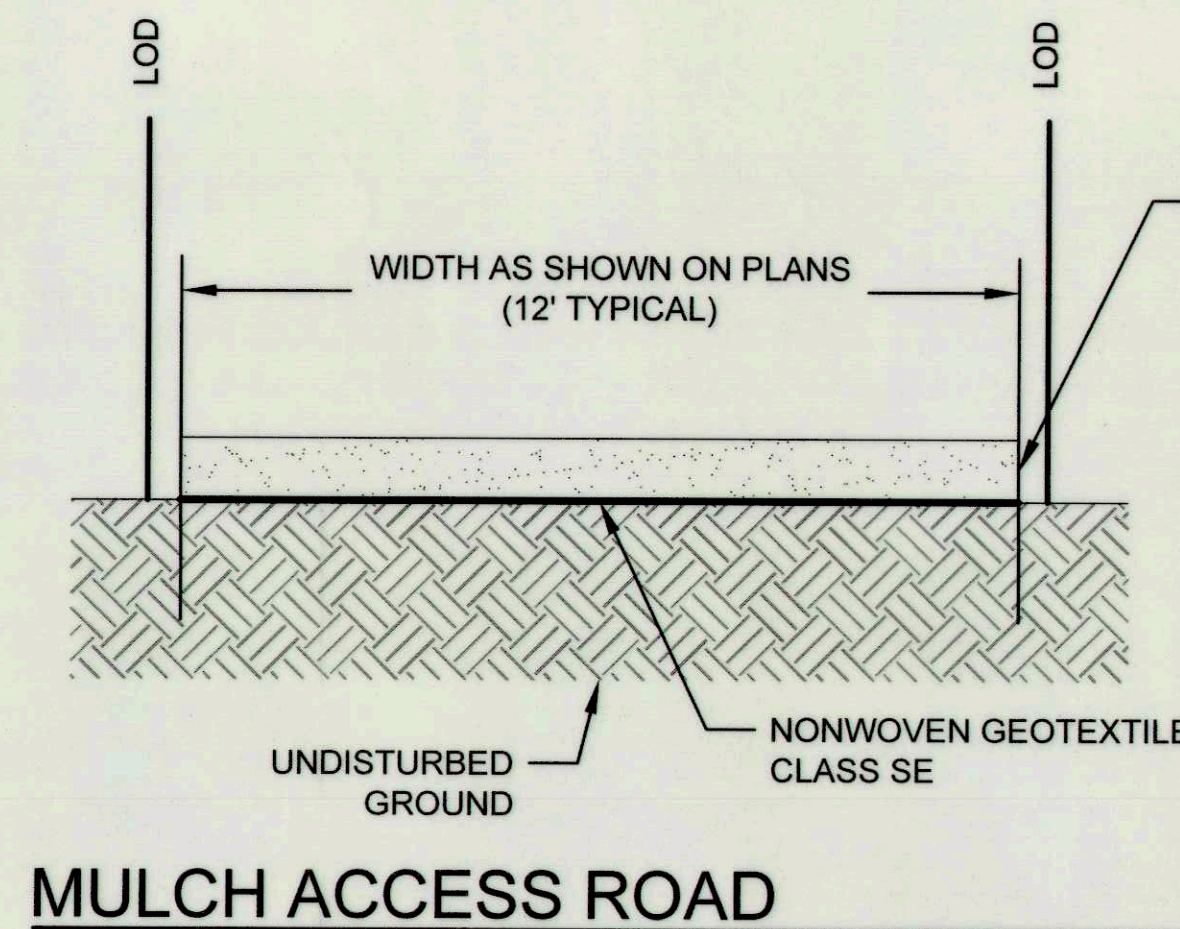 LOD
LOD
WIDTH AS SHOWN ON PLANS
(12' TYPICAL)
NONWOVEN GEOTEXTILE
CLASS SE
UNDISTURBED
GROUND
MULCH ACCESS ROAD